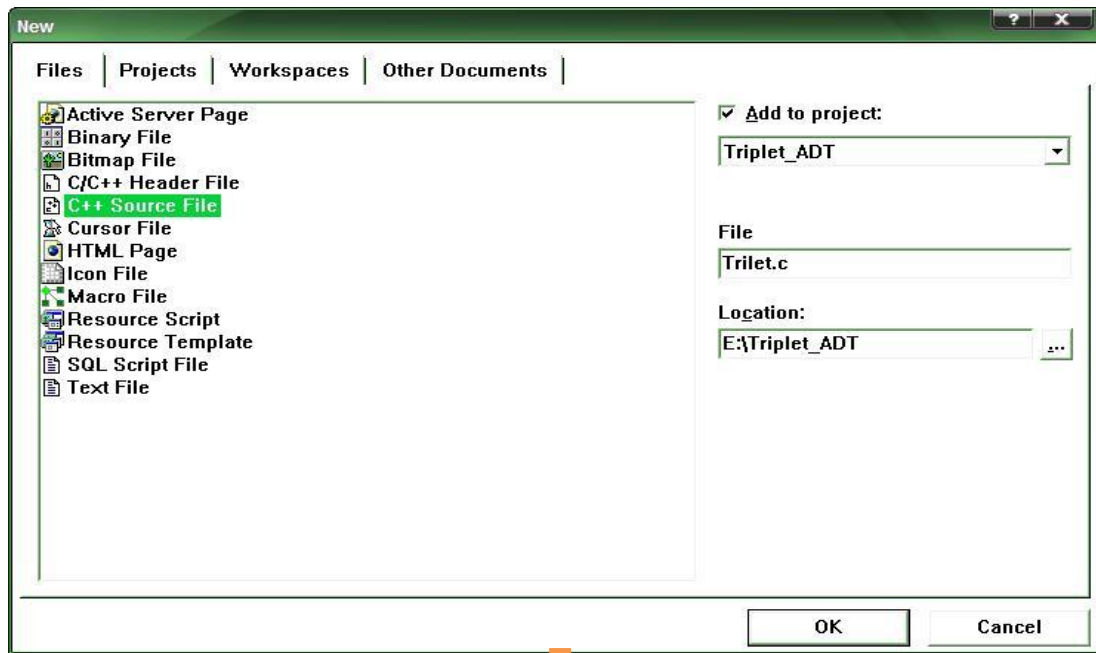 New
Files Projects Workspaces Other Documents
Active Server Page
Binary File
Bitmap File
C/C++ Header File
C++ Source File
Cursor File
HTML Page
Icon File
Macro File
Resource Script
Resource Template
SQL Script File
Text File
Add to project:
Triplet_ADT
File
Trilet.c
Location:
E:\Triplet_ADT
...
OK Cancel